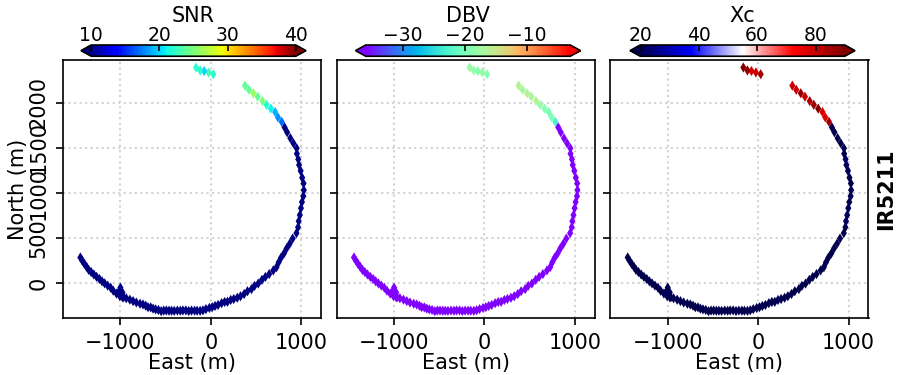 SNR DBV Xc
10 20 30 40 −30 −20 −10 20 40 60 80
2000
1500
1000
500
0
North (m)
IR5211
−1000 0 1000 −1000 0 1000 −1000 0 1000
East (m) East (m) East (m)